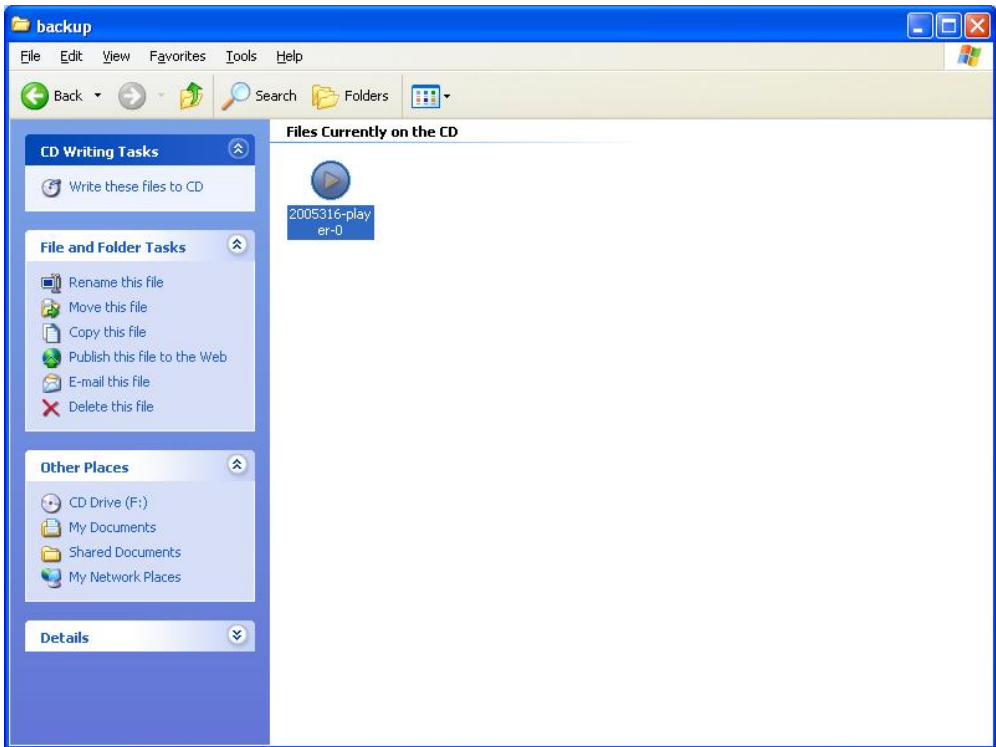 backup
File Edit View Favorites Tools Help
Back Search Folders
Files Currently on the CD
2005316-play
er-0
CD Writing Tasks
Write these files to CD
File and Folder Tasks
Rename this file
Move this file
Copy this file
Publish this file to the Web
E-mail this file
Delete this file
Other Places
CD Drive (F:)
My Documents
Shared Documents
My Network Places
Details